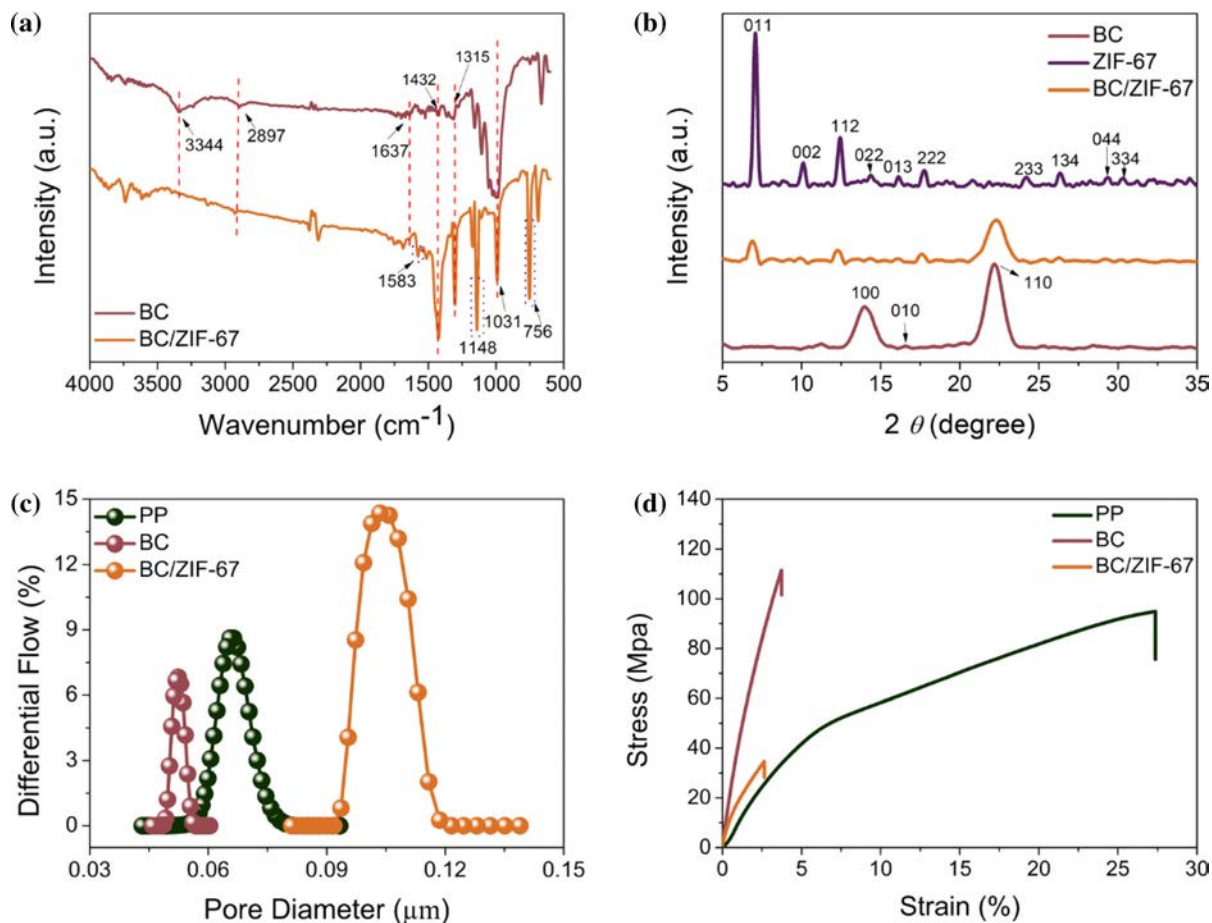 (a)
Intensity (a.u.)
1432
1315
3344
2897
1637
1583
1031
756
1148
BC
BC/ZIF-67
4000 3500 3000 2500 2000 1500 1000 500
Wavenumber (cm-1)
(b)
Intensity (a.u.)
BC
ZIF-67
BC/ZIF-67
011
002
112
022
013
222
233
134
044
334
100
010
110
5 10 15 20 25 30 35
2 θ (degree)
(c)
Differential Flow (%)
PP
BC
BC/ZIF-67
15
12
9
6
3
0
0.03 0.06 0.09 0.12 0.15
Pore Diameter (μm)
(d)
Stress (Mpa)
PP
BC
BC/ZIF-67
140
120
100
80
60
40
20
0
0 5 10 15 20 25 30
Strain (%)